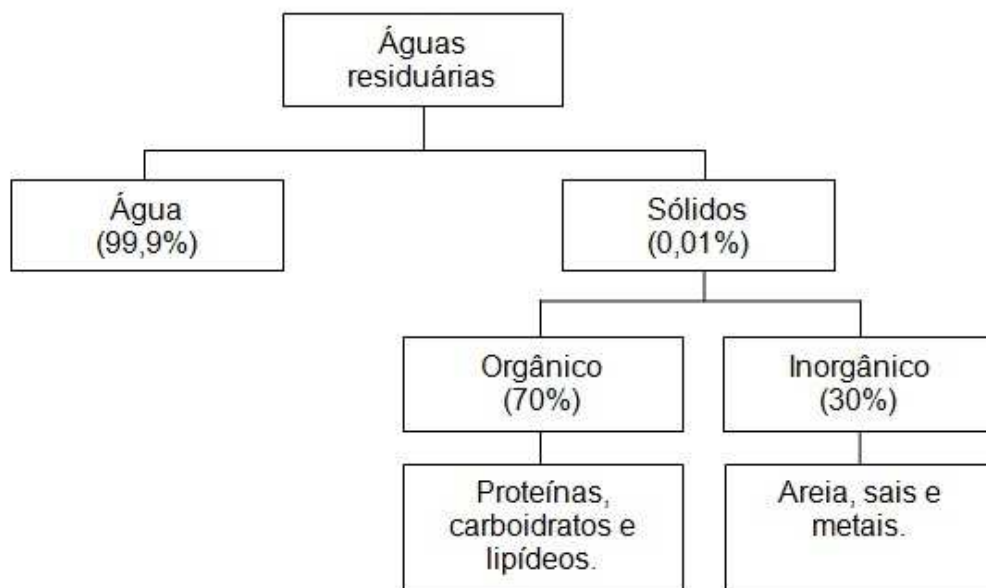 Águas
residuárias
Água
(99,9%)
Sólidos
(0,01%)
Orgânico
(70%)
Inorgânico
(30%)
Proteínas,
carboidratos e
lipídeos.
Areia, sais e
metais.